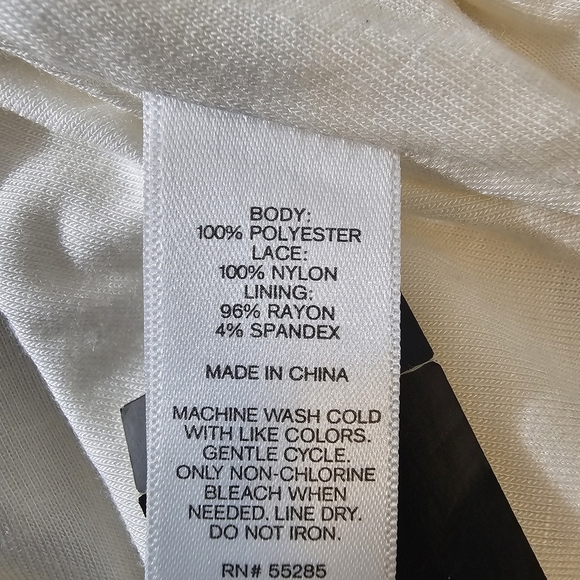 BODY:
100% POLYESTER
LACE:
100% NYLON
LINING:
96% RAYON
4% SPANDEX
MADE IN CHINA
MACHINE WASH COLD
WITH LIKE COLORS.
GENTLE CYCLE.
ONLY NON-CHLORINE
BLEACH WHEN
NEEDED. LINE DRY.
DO NOT IRON.
RN# 55285